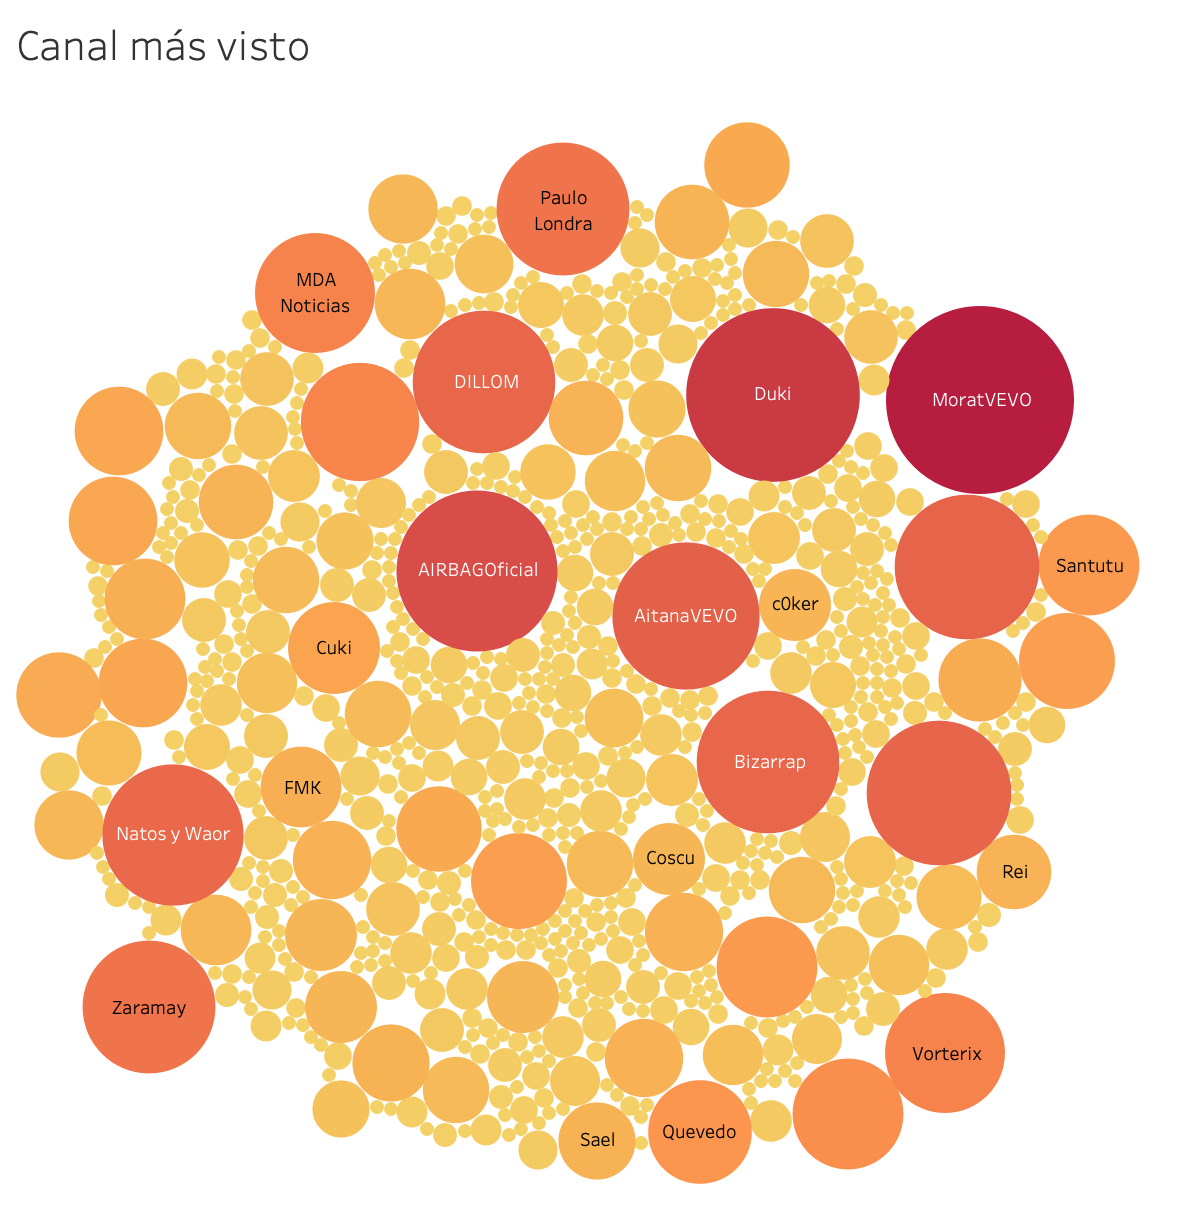 Canal más visto
Paulo
Londra
MDA
Noticias
DILLOM
Duki
MoratVEVO
AIRBAGOficial
Santutu
c0ker
AitanaVEVO
Cuki
Bizarrap
FMK
Natos y Waor
Coscu
Rei
Zaramay
Vorterix
Quevedo
Sael